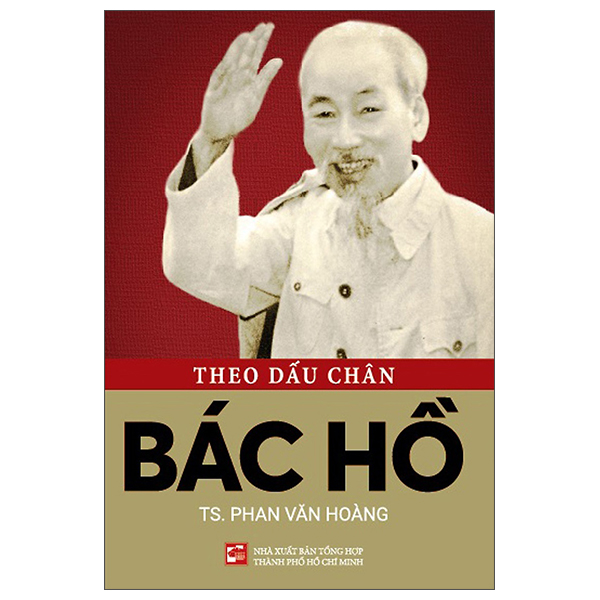 THEO DẤU CHÂN
BÁC HỒ
TS. PHAN VĂN HOÀNG
NHÀ XUẤT BẢN TỔNG HỢP
THÀNH PHỐ HỒ CHÍ MINH